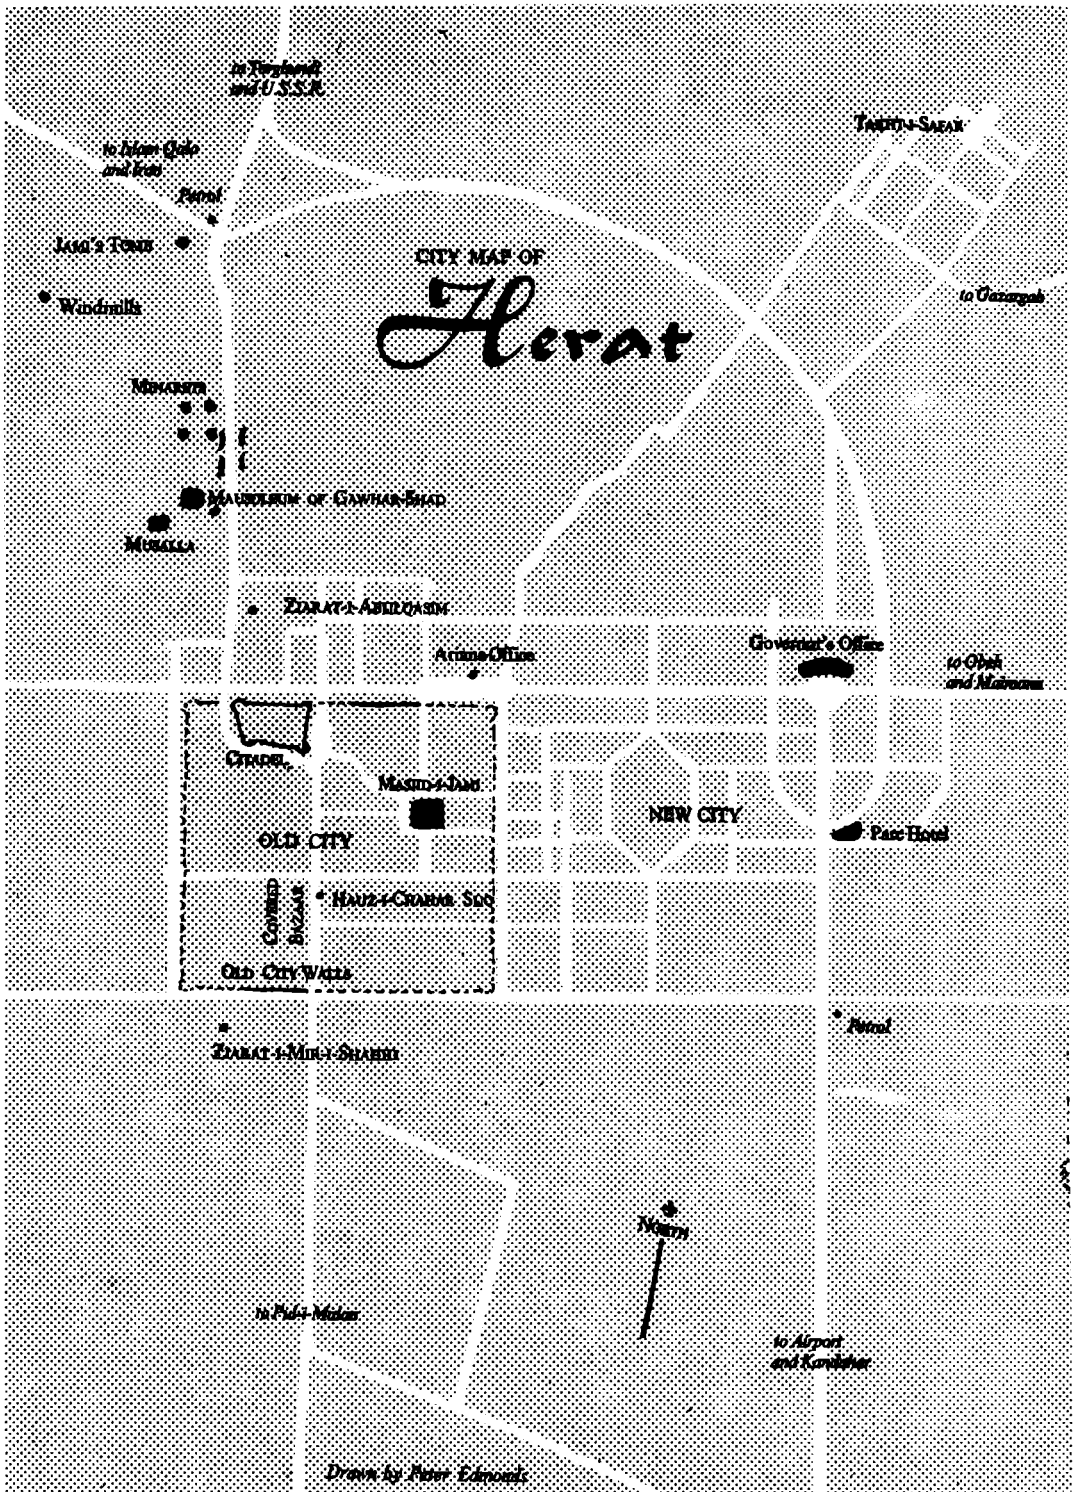 to Torghundi
and U.S.S.R.
TAKHT-I-SAFAR
to Islam Qala
and Iran
Petrol
JAMI'S TOMB
CITY MAP OF
Herat
to Gazargah
Windmills
MINARETS
MAUSOLEUM OF GAWHAR-SHAD
MUSALLA
ZIARAT-I-ABULQASIM
Governor's Office
Ariana Office
to Obeh
and Maimana
CITADEL
MASJID-I-JAMI
NEW CITY
Parc Hotel
OLD CITY
COVERED
BAZAAR
HAUZ-I-CHAHAR SUQ
OLD CITY WALLS
Petrol
ZIARAT-I-MIR-I-SHAHID
NORTH
to Pul-i-Malan
to Airport
and Kandahar
Drawn by Peter Edmonds